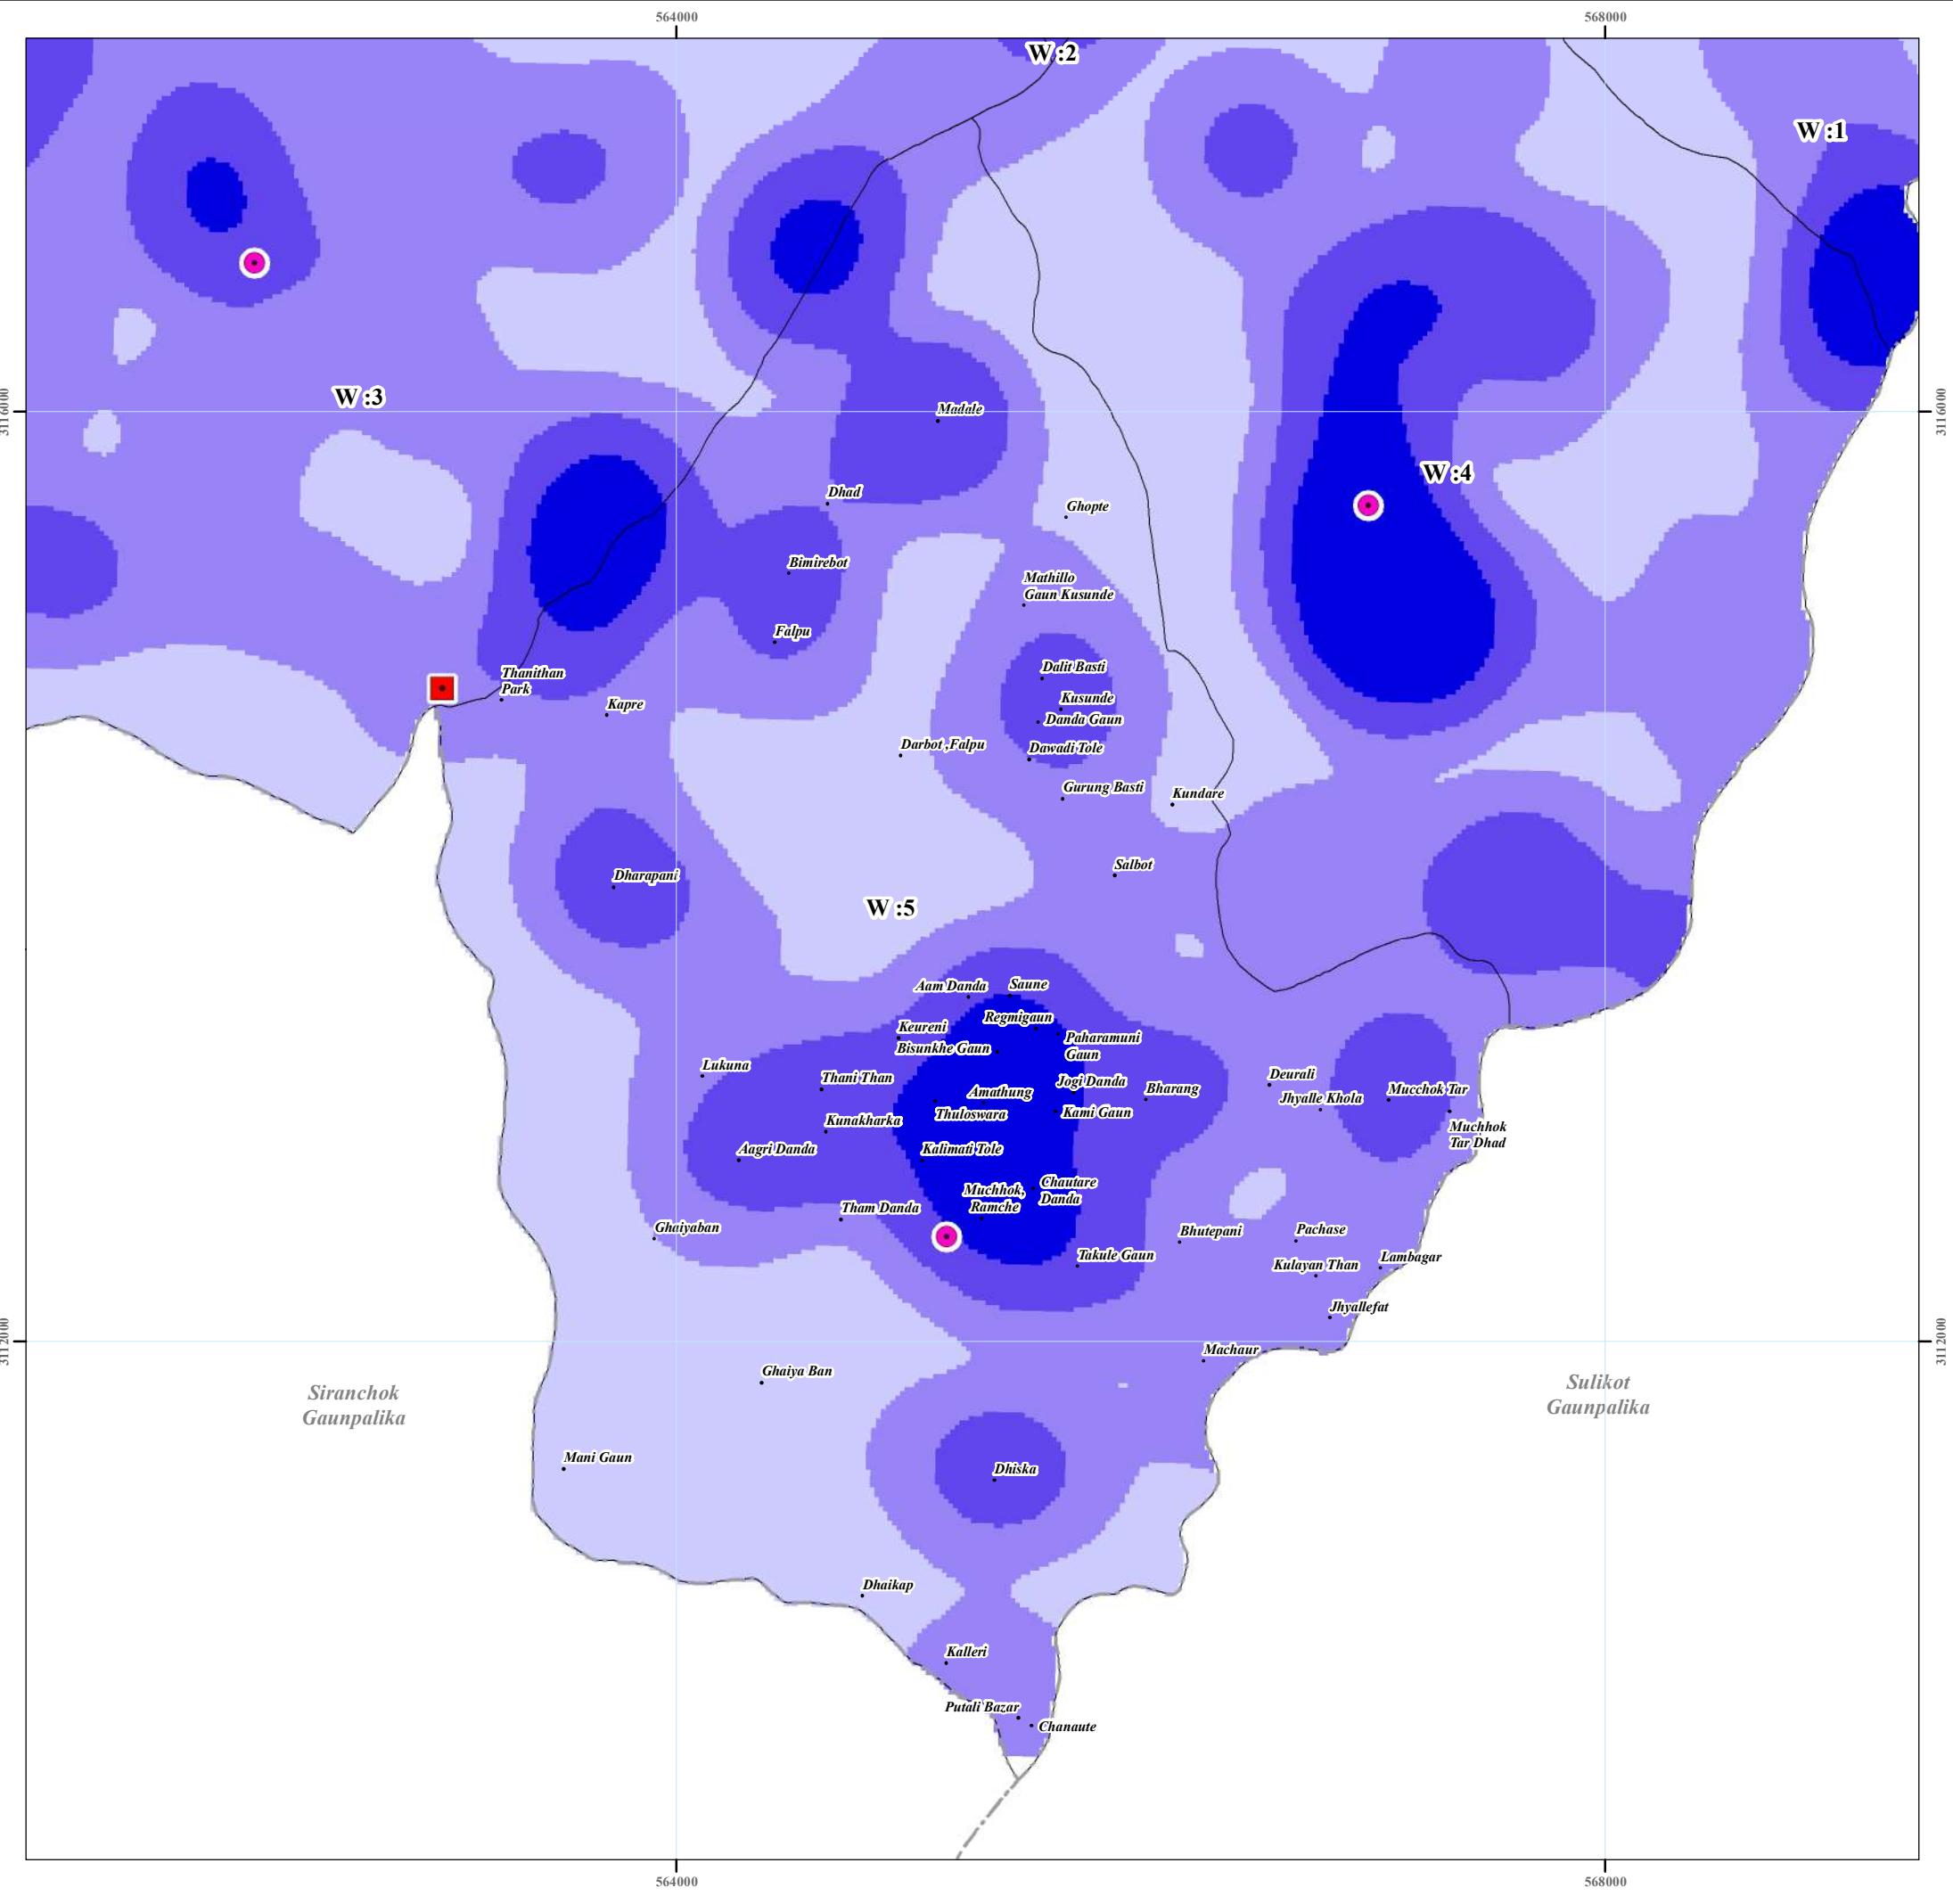 564000
568000
W :2
W :1
W :3
3116000
3116000
Madale
W :4
Dhad
Ghopte
Bimirebot
Mathillo
Gaun Kusunde
Falpu
Dalit Basti
Thanithan
Park
Kusunde
Kapre
Danda Gaun
Darbot ,Falpu
Dawadi Tole
Gurung Basti
Kundare
Salbot
Dharapani
W :5
Aam Danda
Saune
Regmigaun
Keureni
Paharamuni
Gaun
Bisunkhe Gaun
Lukuna
Thani Than
Jogi Danda
Deurali
Amathung
Bharang
Mucchok Tar
Jhyalle Khola
Thuloswara
Kami Gaun
Kunakharka
Muchhok
Tar Dhad
Aagri Danda
Kalimati Tole
Chautare
Danda
Muchhok,
Ramche
Tham Danda
Ghaiyaban
Bhutepani
Pachase
Takule Gaun
Lambagar
Kulayan Than
Jhyallefat
3112000
3112000
Machaur
Ghaiya Ban
Siranchok
Gaunpalika
Sulikot
Gaunpalika
Mani Gaun
Dhiska
Dhaikap
Kalleri
Putali Bazar
Chanaute
564000
568000